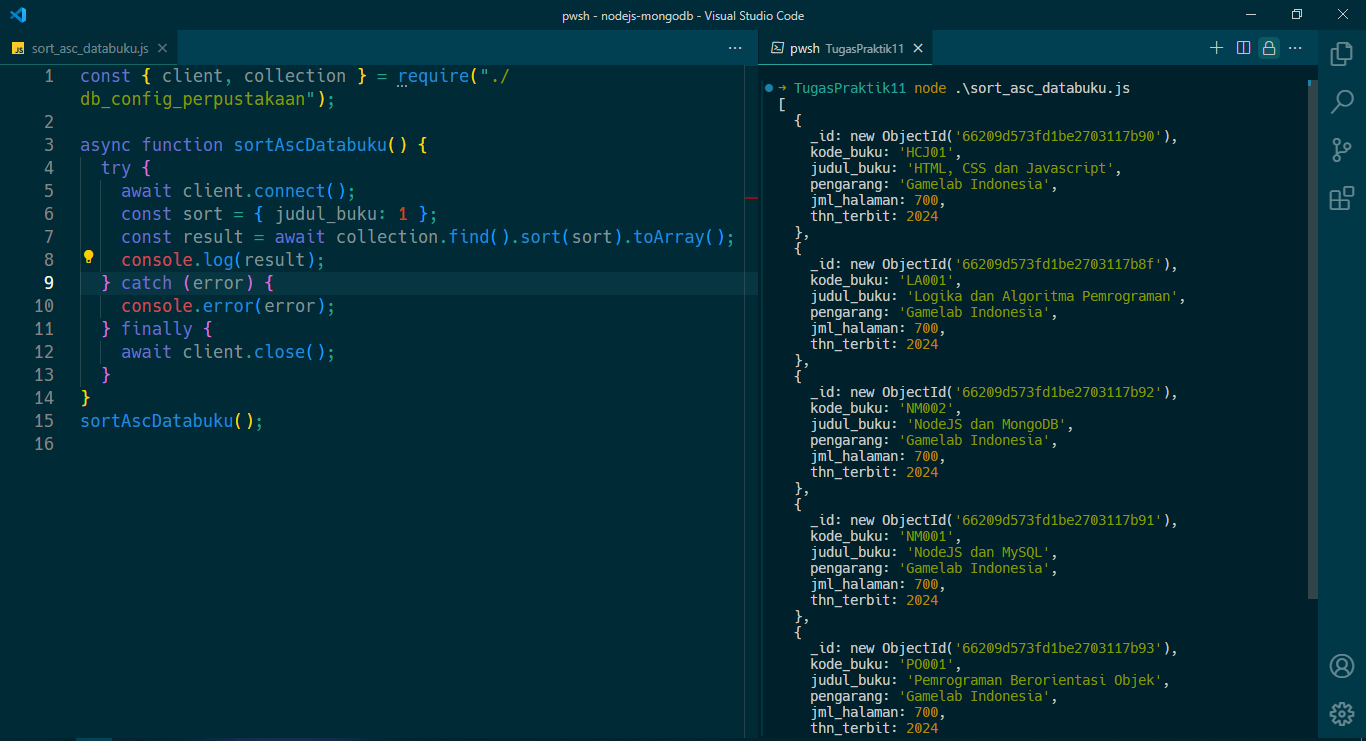 pwsh - nodejs-mongodb - Visual Studio Code
JS sort_asc_databuku.js
1 const { client, collection } = require("./
db_config_perpustakaan");
2
3 async function sortAscDatabuku() {
4 try {
5 await client.connect();
6 const sort = { judul_buku: 1 };
7 const result = await collection.find().sort(sort).toArray();
8 console.log(result);
9 } catch (error) {
10 console.error(error);
11 } finally {
12 await client.close();
13 }
14 }
15 sortAscDatabuku();
16
pwsh TugasPraktik11
→ TugasPraktik11 node .\sort_asc_databuku.js
[
{
_id: new ObjectId('66209d573fd1be2703117b90'),
kode_buku: 'HCJ01',
judul_buku: 'HTML, CSS dan Javascript',
pengarang: 'Gamelab Indonesia',
jml_halaman: 700,
thn_terbit: 2024
},
{
_id: new ObjectId('66209d573fd1be2703117b8f'),
kode_buku: 'LA001',
judul_buku: 'Logika dan Algoritma Pemrograman',
pengarang: 'Gamelab Indonesia',
jml_halaman: 700,
thn_terbit: 2024
},
{
_id: new ObjectId('66209d573fd1be2703117b92'),
kode_buku: 'NM002',
judul_buku: 'NodeJS dan MongoDB',
pengarang: 'Gamelab Indonesia',
jml_halaman: 700,
thn_terbit: 2024
},
{
_id: new ObjectId('66209d573fd1be2703117b91'),
kode_buku: 'NM001',
judul_buku: 'NodeJS dan MySQL',
pengarang: 'Gamelab Indonesia',
jml_halaman: 700,
thn_terbit: 2024
},
{
_id: new ObjectId('66209d573fd1be2703117b93'),
kode_buku: 'PO001',
judul_buku: 'Pemrograman Berorientasi Objek',
pengarang: 'Gamelab Indonesia',
jml_halaman: 700,
thn_terbit: 2024